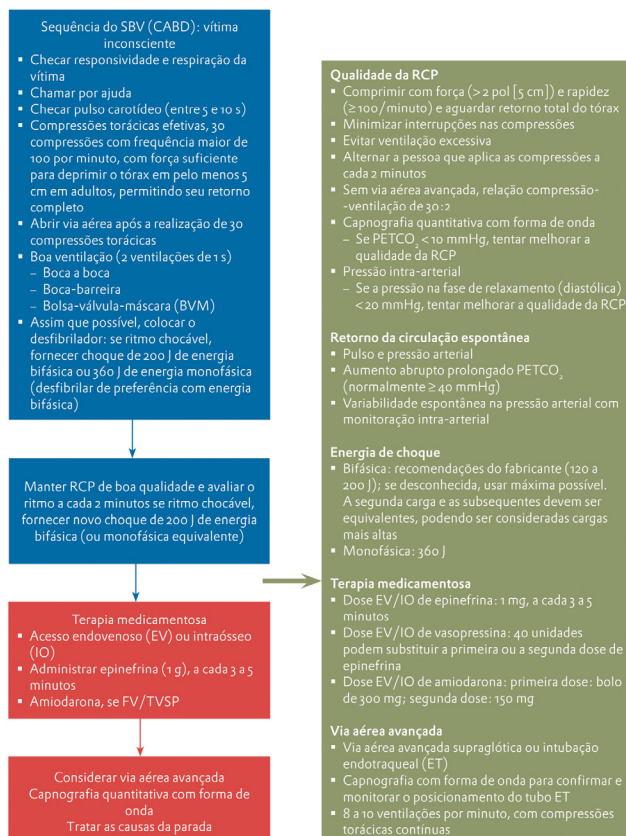 Sequência do SBV (CABD): vítima
inconsciente
▪ Checar responsividade e respiração da
vítima
▪ Chamar por ajuda
▪ Checar pulso carotídeo (entre 5 e 10 s)
▪ Compressões torácicas efetivas, 30
compressões com frequência maior de
100 por minuto, com força suficiente
para deprimir o tórax em pelo menos 5
cm em adultos, permitindo seu retorno
completo
▪ Abrir via aérea após a realização de 30
compressões torácicas
▪ Boa ventilação (2 ventilações de 1 s)
– Boca a boca
– Boca-barreira
– Bolsa-válvula-máscara (BVM)
▪ Assim que possível, colocar o
desfibrilador: se ritmo chocável,
fornecer choque de 200 J de energia
bifásica ou 360 J de energia monofásica
(desfibrilar de preferência com energia
bifásica)
Manter RCP de boa qualidade e avaliar o
ritmo a cada 2 minutos se ritmo chocável,
fornecer novo choque de 200 J de energia
bifásica (ou monofásica equivalente)
Terapia medicamentosa
▪ Acesso endovenoso (EV) ou intraósseo
(IO)
▪ Administrar epinefrina (1 g), a cada 3 a 5
minutos
▪ Amiodarona, se FV/TVSP
Considerar via aérea avançada
Capnografia quantitativa com forma de
onda
Tratar as causas da parada
Qualidade da RCP
▪ Comprimir com força (>2 pol [5 cm]) e rapidez
(≥100/minuto) e aguardar retorno total do tórax
▪ Minimizar interrupções nas compressões
▪ Evitar ventilação excessiva
▪ Alternar a pessoa que aplica as compressões a
cada 2 minutos
▪ Sem via aérea avançada, relação compressão-
-ventilação de 30:2
▪ Capnografia quantitativa com forma de onda
– Se PETCO₂ <10 mmHg, tentar melhorar a
qualidade da RCP
▪ Pressão intra-arterial
– Se a pressão na fase de relaxamento (diastólica)
<20 mmHg, tentar melhorar a qualidade da RCP
Retorno da circulação espontânea
▪ Pulso e pressão arterial
▪ Aumento abrupto prolongado PETCO₂
(normalmente ≥40 mmHg)
▪ Variabilidade espontânea na pressão arterial com
monitoração intra-arterial
Energia de choque
▪ Bifásica: recomendações do fabricante (120 a
200 J); se desconhecida, usar máxima possível.
A segunda carga e as subsequentes devem ser
equivalentes, podendo ser consideradas cargas
mais altas
▪ Monofásica: 360 J
Terapia medicamentosa
▪ Dose EV/IO de epinefrina: 1 mg, a cada 3 a 5
minutos
▪ Dose EV/IO de vasopressina: 40 unidades
podem substituir a primeira ou a segunda dose de
epinefrina
▪ Dose EV/IO de amiodarona: primeira dose: bolo
de 300 mg; segunda dose: 150 mg
Via aérea avançada
▪ Via aérea avançada supraglótica ou intubação
endotraqueal (ET)
▪ Capnografia com forma de onda para confirmar e
monitorar o posicionamento do tubo ET
▪ 8 a 10 ventilações por minuto, com compressões
torácicas contínuas